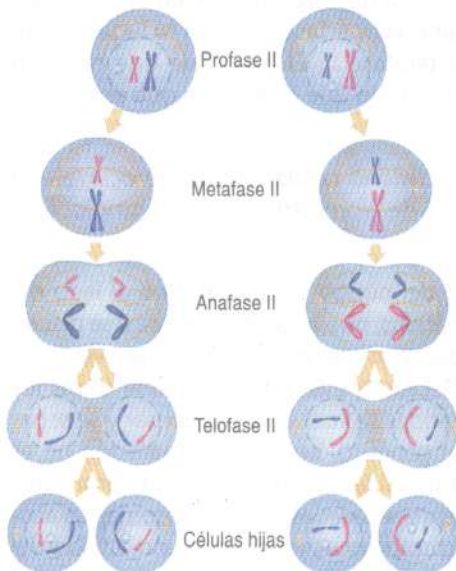 Profase II
Metafase II
Anafase II
Telofase II
Células hijas